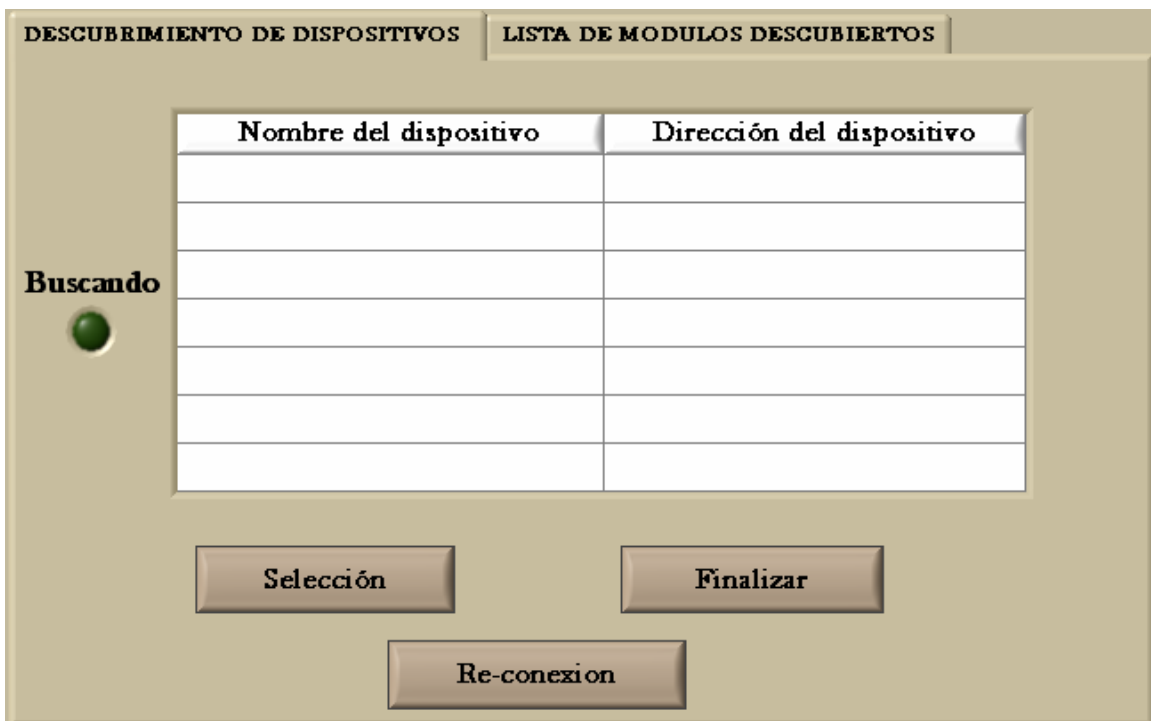 DESCUBRIMIENTO DE DISPOSITIVOS
LISTA DE MODULOS DESCUBIERTOS
Nombre del dispositivo
Dirección del dispositivo
Buscando
Selección
Finalizar
Re-conexion